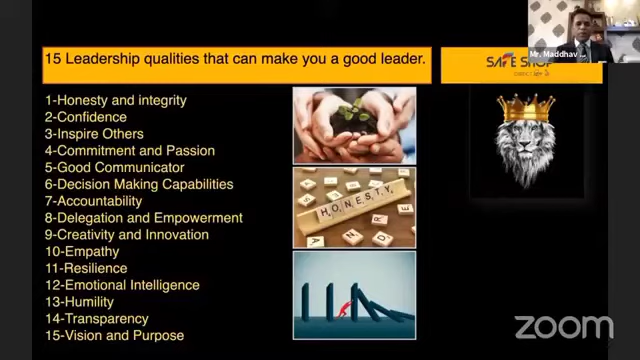 15 Leadership qualities that can make you a good leader.
Mr. Maddhav
SAFE SHOP
1-Honesty and integrity
2-Confidence
3-Inspire Others
4-Commitment and Passion
5-Good Communicator
6-Decision Making Capabilities
7-Accountability
8-Delegation and Empowerment
9-Creativity and Innovation
10-Empathy
11-Resilience
12-Emotional Intelligence
13-Humility
14-Transparency
15-Vision and Purpose
HONESTY
zoom